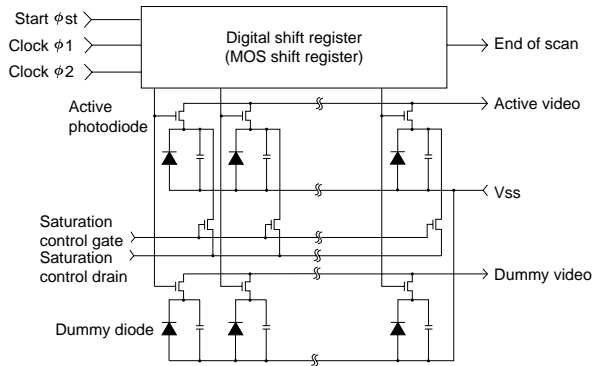 Start ϕst
Clock ϕ1
Clock ϕ2
Digital shift register
(MOS shift register)
End of scan
Active
photodiode
Active video
Vss
Saturation
control gate
Saturation
control drain
Dummy video
Dummy diode